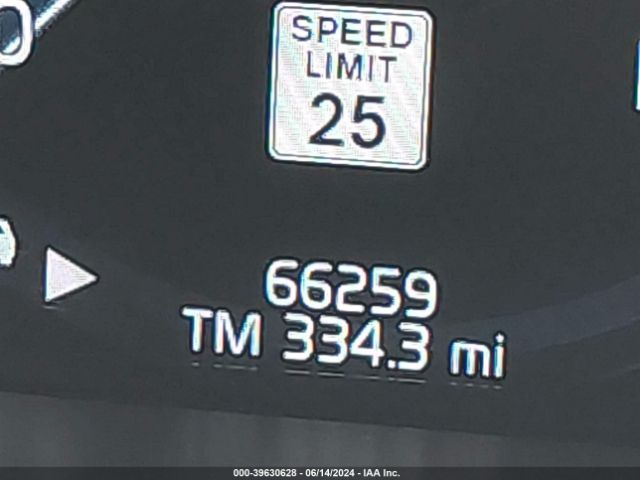 SPEED
LIMIT
25
66259
TM 334.3 mi
000-39630628 - 06/14/2024 - IAA Inc.